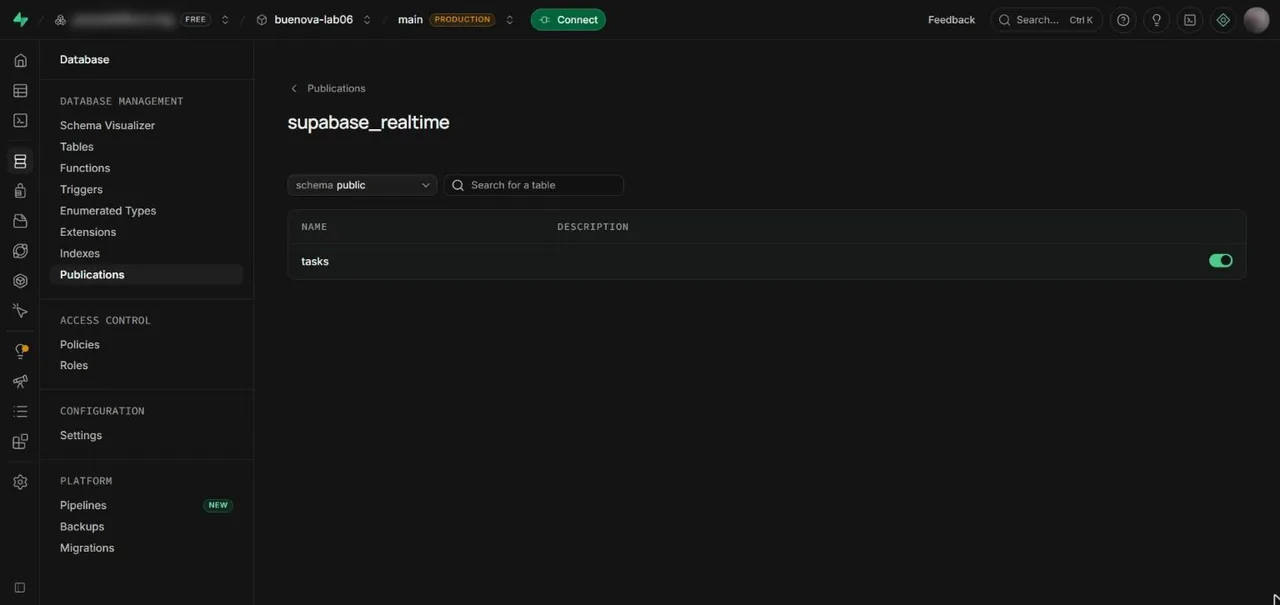 FREE
buenova-lab06
main PRODUCTION
Connect
Feedback
Search... Ctrl K
Database
DATABASE MANAGEMENT
Schema Visualizer
Tables
Functions
Triggers
Enumerated Types
Extensions
Indexes
Publications
ACCESS CONTROL
Policies
Roles
CONFIGURATION
Settings
PLATFORM
Pipelines NEW
Backups
Migrations
Publications
supabase_realtime
schema public
Search for a table
NAME DESCRIPTION
tasks